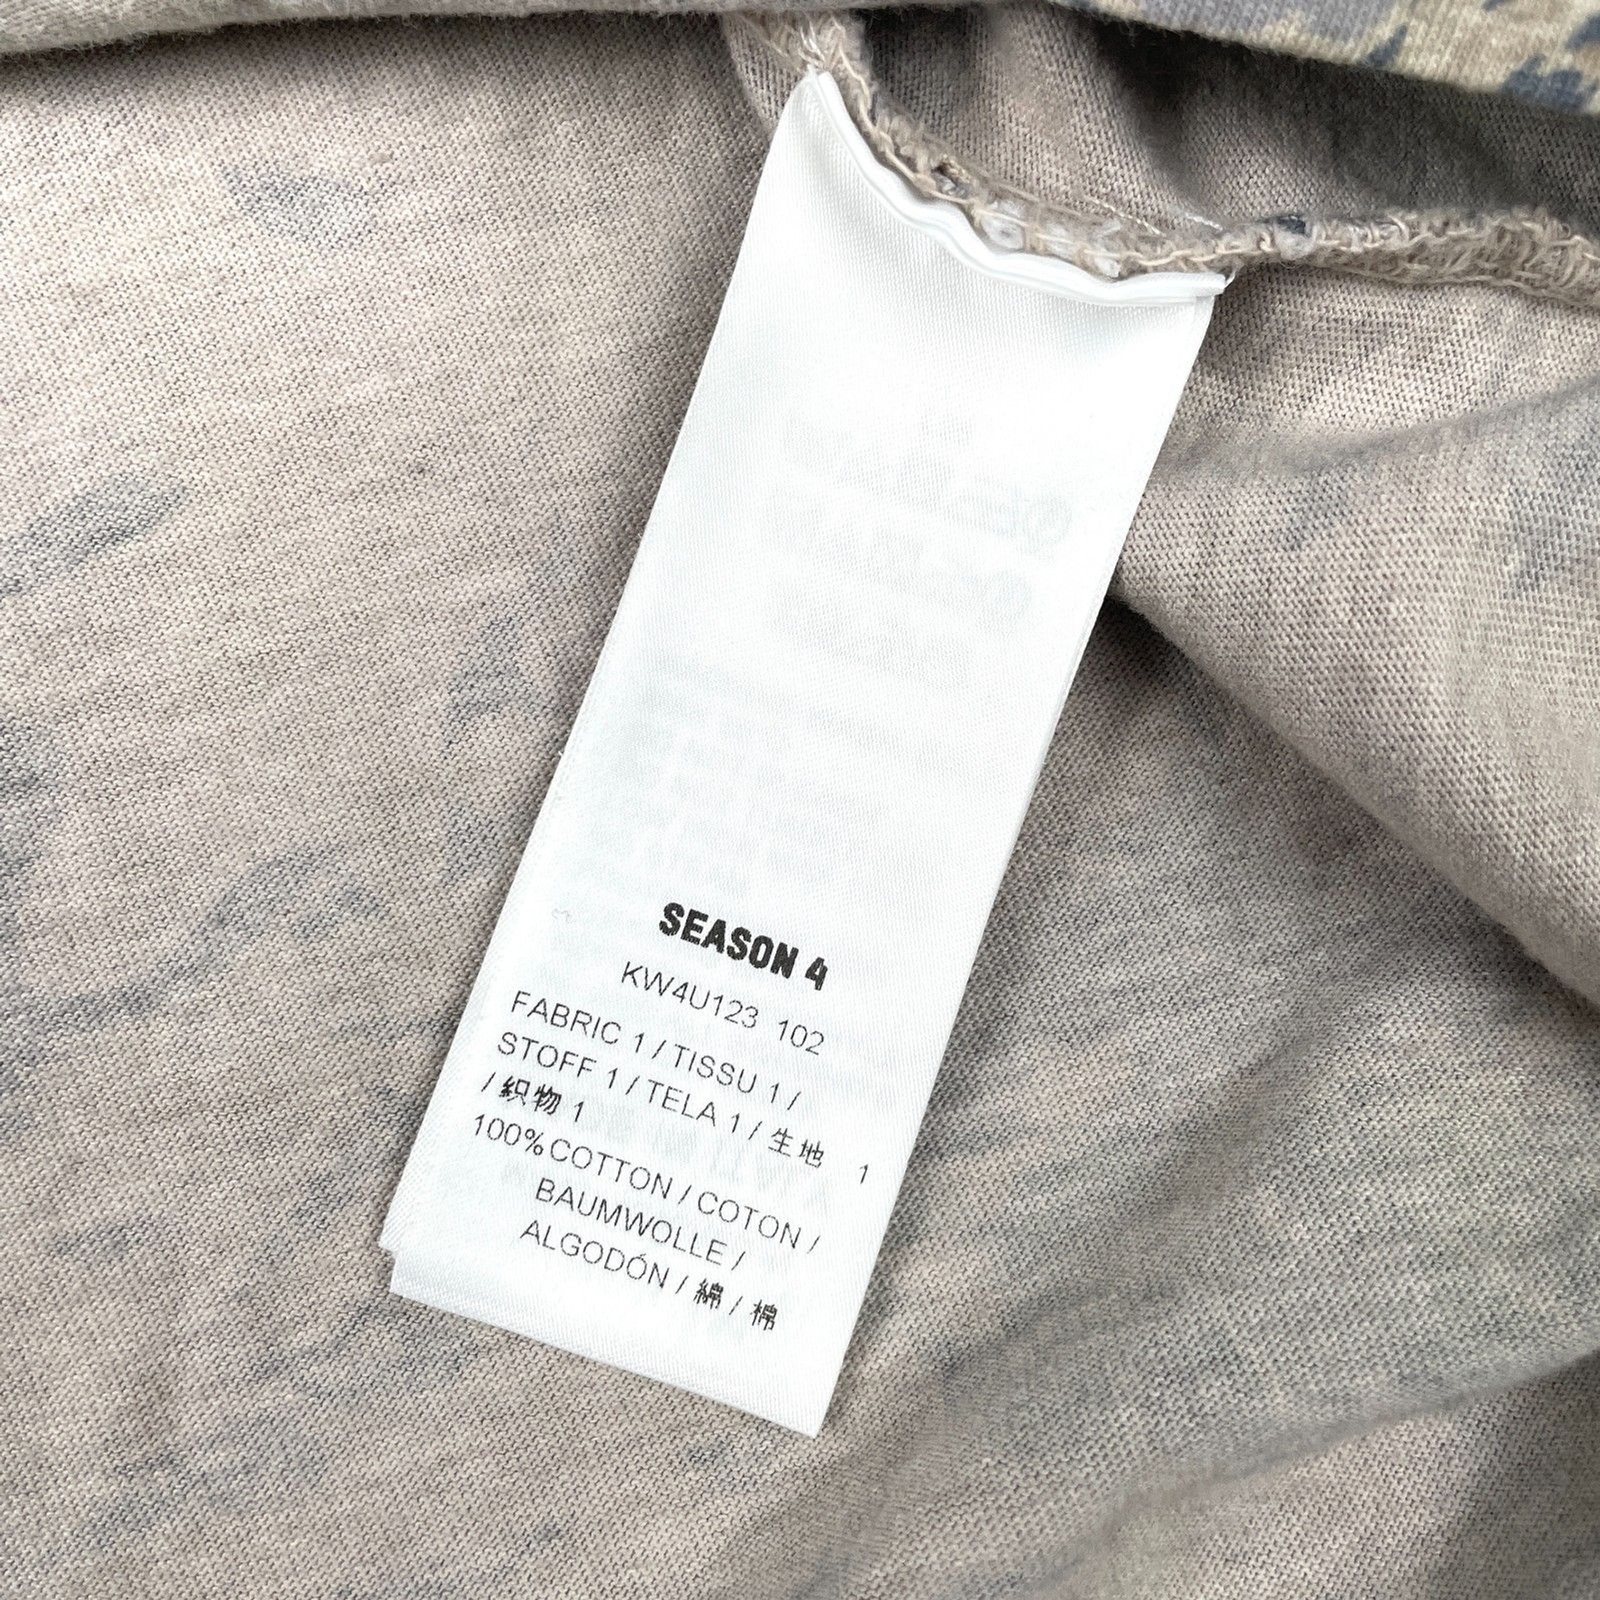 SEASON 4
KW4U123 102
FABRIC 1 / TISSU 1 /
STOFF 1 / TELA 1 / 生地 1
/ 织物 1
100% COTTON / COTON /
BAUMWOLLE /
ALGODÓN / 綿 / 棉